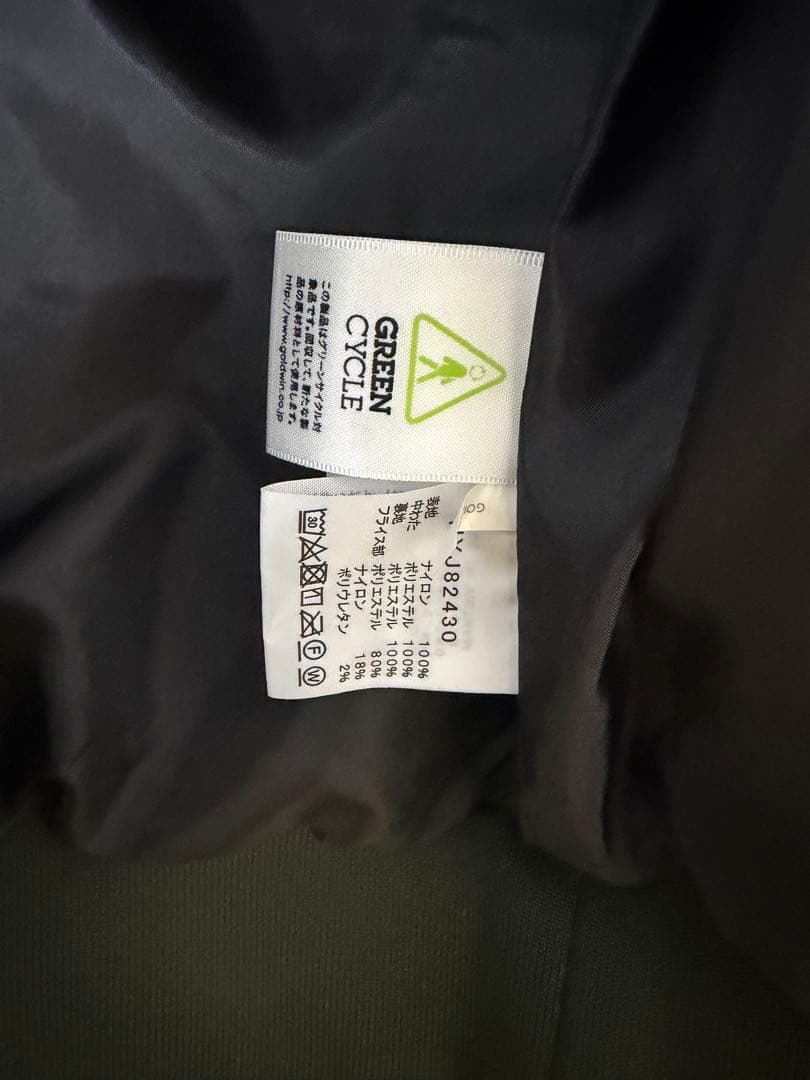 GREEN
CYCLE
この製品はグリーンサイクル対
象品です。回収して、新たな製
品の原材料として使用します。
http://www.goldwin.co.jp
GO
J82430
表地 ナイロン 100%
中わた ポリエステル 100%
裏地 ポリエステル 100%
フライス部 ポリエステル 80%
ナイロン 18%
ポリウレタン 2%
30
F
W